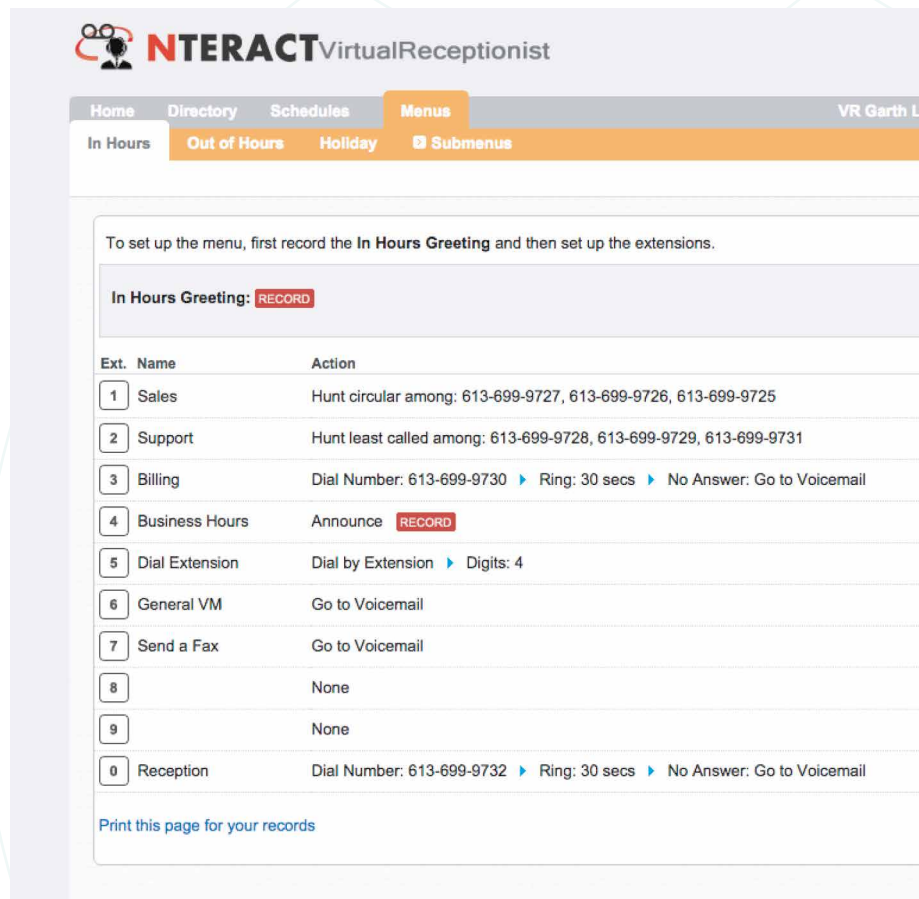 NTERACTVirtualReceptionist
Home Directory Schedules Menus VR Garth L
In Hours Out of Hours Holiday Submenus
To set up the menu, first record the In Hours Greeting and then set up the extensions.
In Hours Greeting: RECORD
Ext. Name Action
1 Sales Hunt circular among: 613-699-9727, 613-699-9726, 613-699-9725
2 Support Hunt least called among: 613-699-9728, 613-699-9729, 613-699-9731
3 Billing Dial Number: 613-699-9730 Ring: 30 secs No Answer: Go to Voicemail
4 Business Hours Announce RECORD
5 Dial Extension Dial by Extension Digits: 4
6 General VM Go to Voicemail
7 Send a Fax Go to Voicemail
8 None
9 None
0 Reception Dial Number: 613-699-9732 Ring: 30 secs No Answer: Go to Voicemail
Print this page for your records